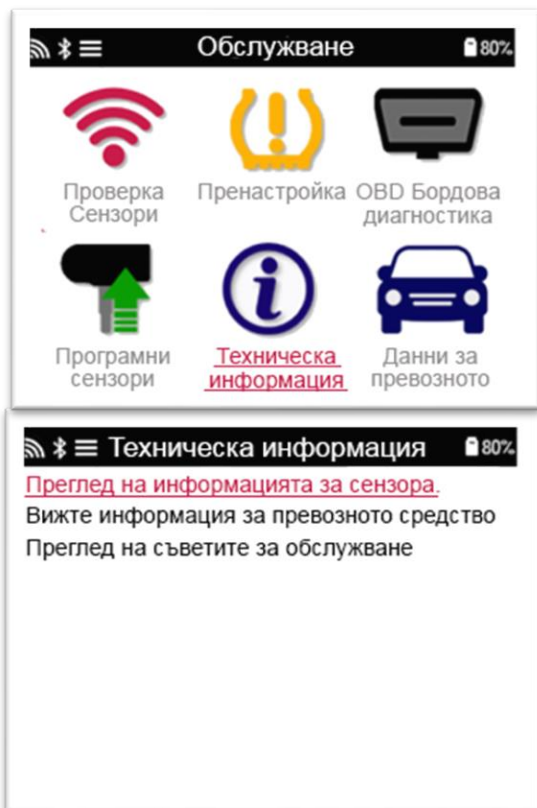 Обслужване 80%
Проверка Сензори
Пренастройка
OBD Бордова диагностика
Програмни сензори
Техническа информация
Данни за превозното
Техническа информация 80%
Преглед на информацията за сензора.
Вижте информация за превозното средство
Преглед на съветите за обслужване